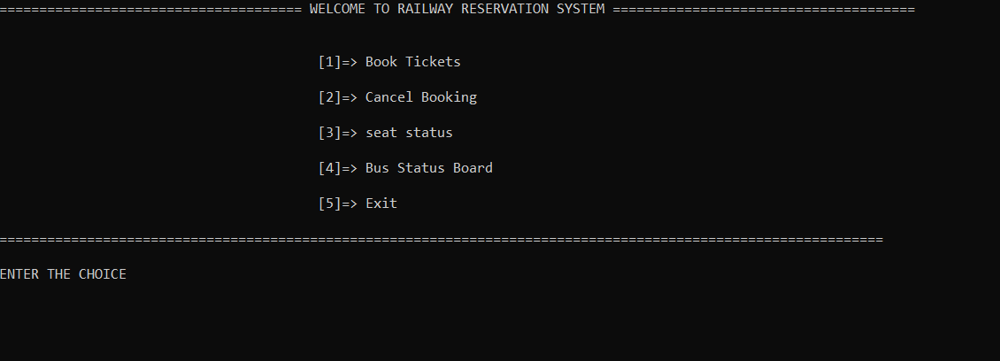 ====================================== WELCOME TO RAILWAY RESERVATION SYSTEM ======================================
[1]=> Book Tickets
[2]=> Cancel Booking
[3]=> seat status
[4]=> Bus Status Board
[5]=> Exit
===============================================================================================================
ENTER THE CHOICE